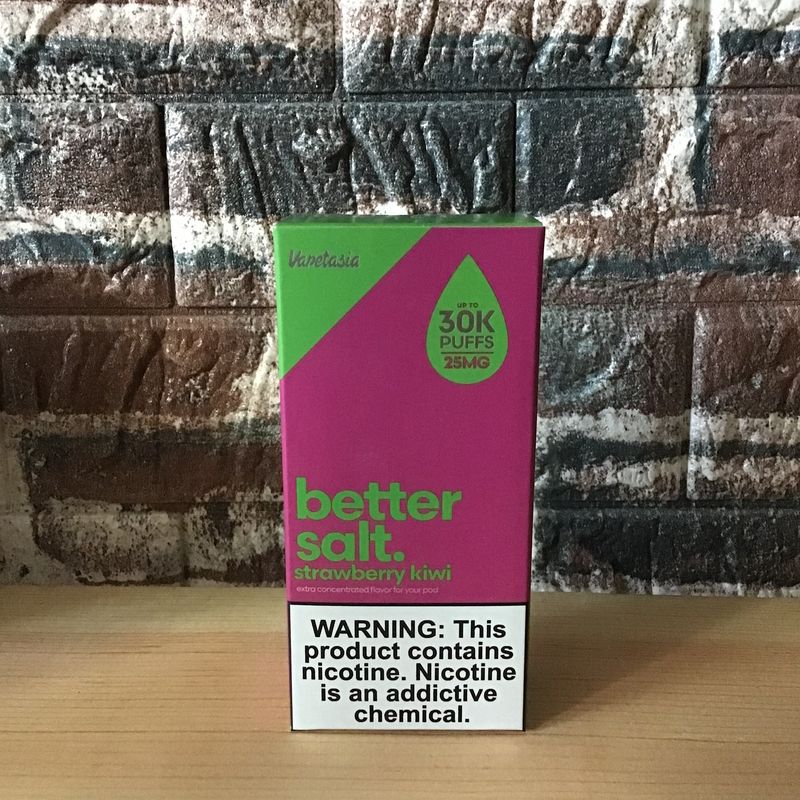 Vapetasia
UP TO
30K
PUFFS
25MG
better
salt.
strawberry kiwi
extra concentrated flavor for your pod
WARNING: This
product contains
nicotine. Nicotine
is an addictive
chemical.